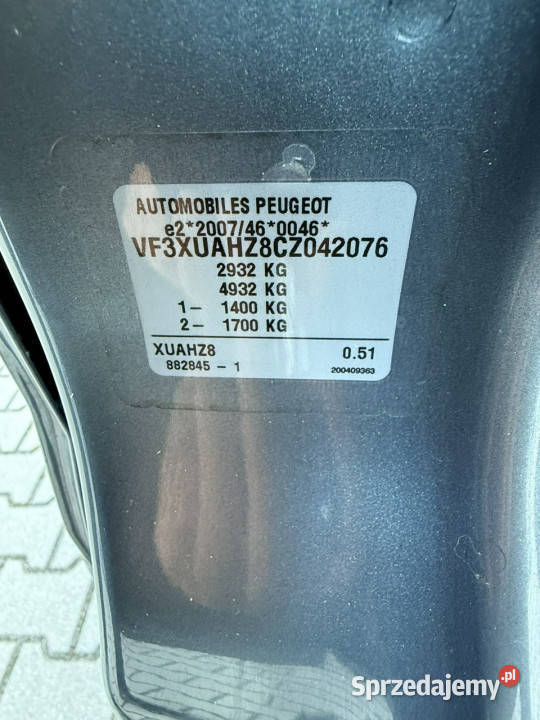 AUTOMOBILES PEUGEOT
e2*2007/46*0046*
VF3XUAHZ8CZ042076
2932 KG
4932 KG
1- 1400 KG
2- 1700 KG
XUAHZ8 0.51
882845 - 1 200409363
Sprzedajemy.pl